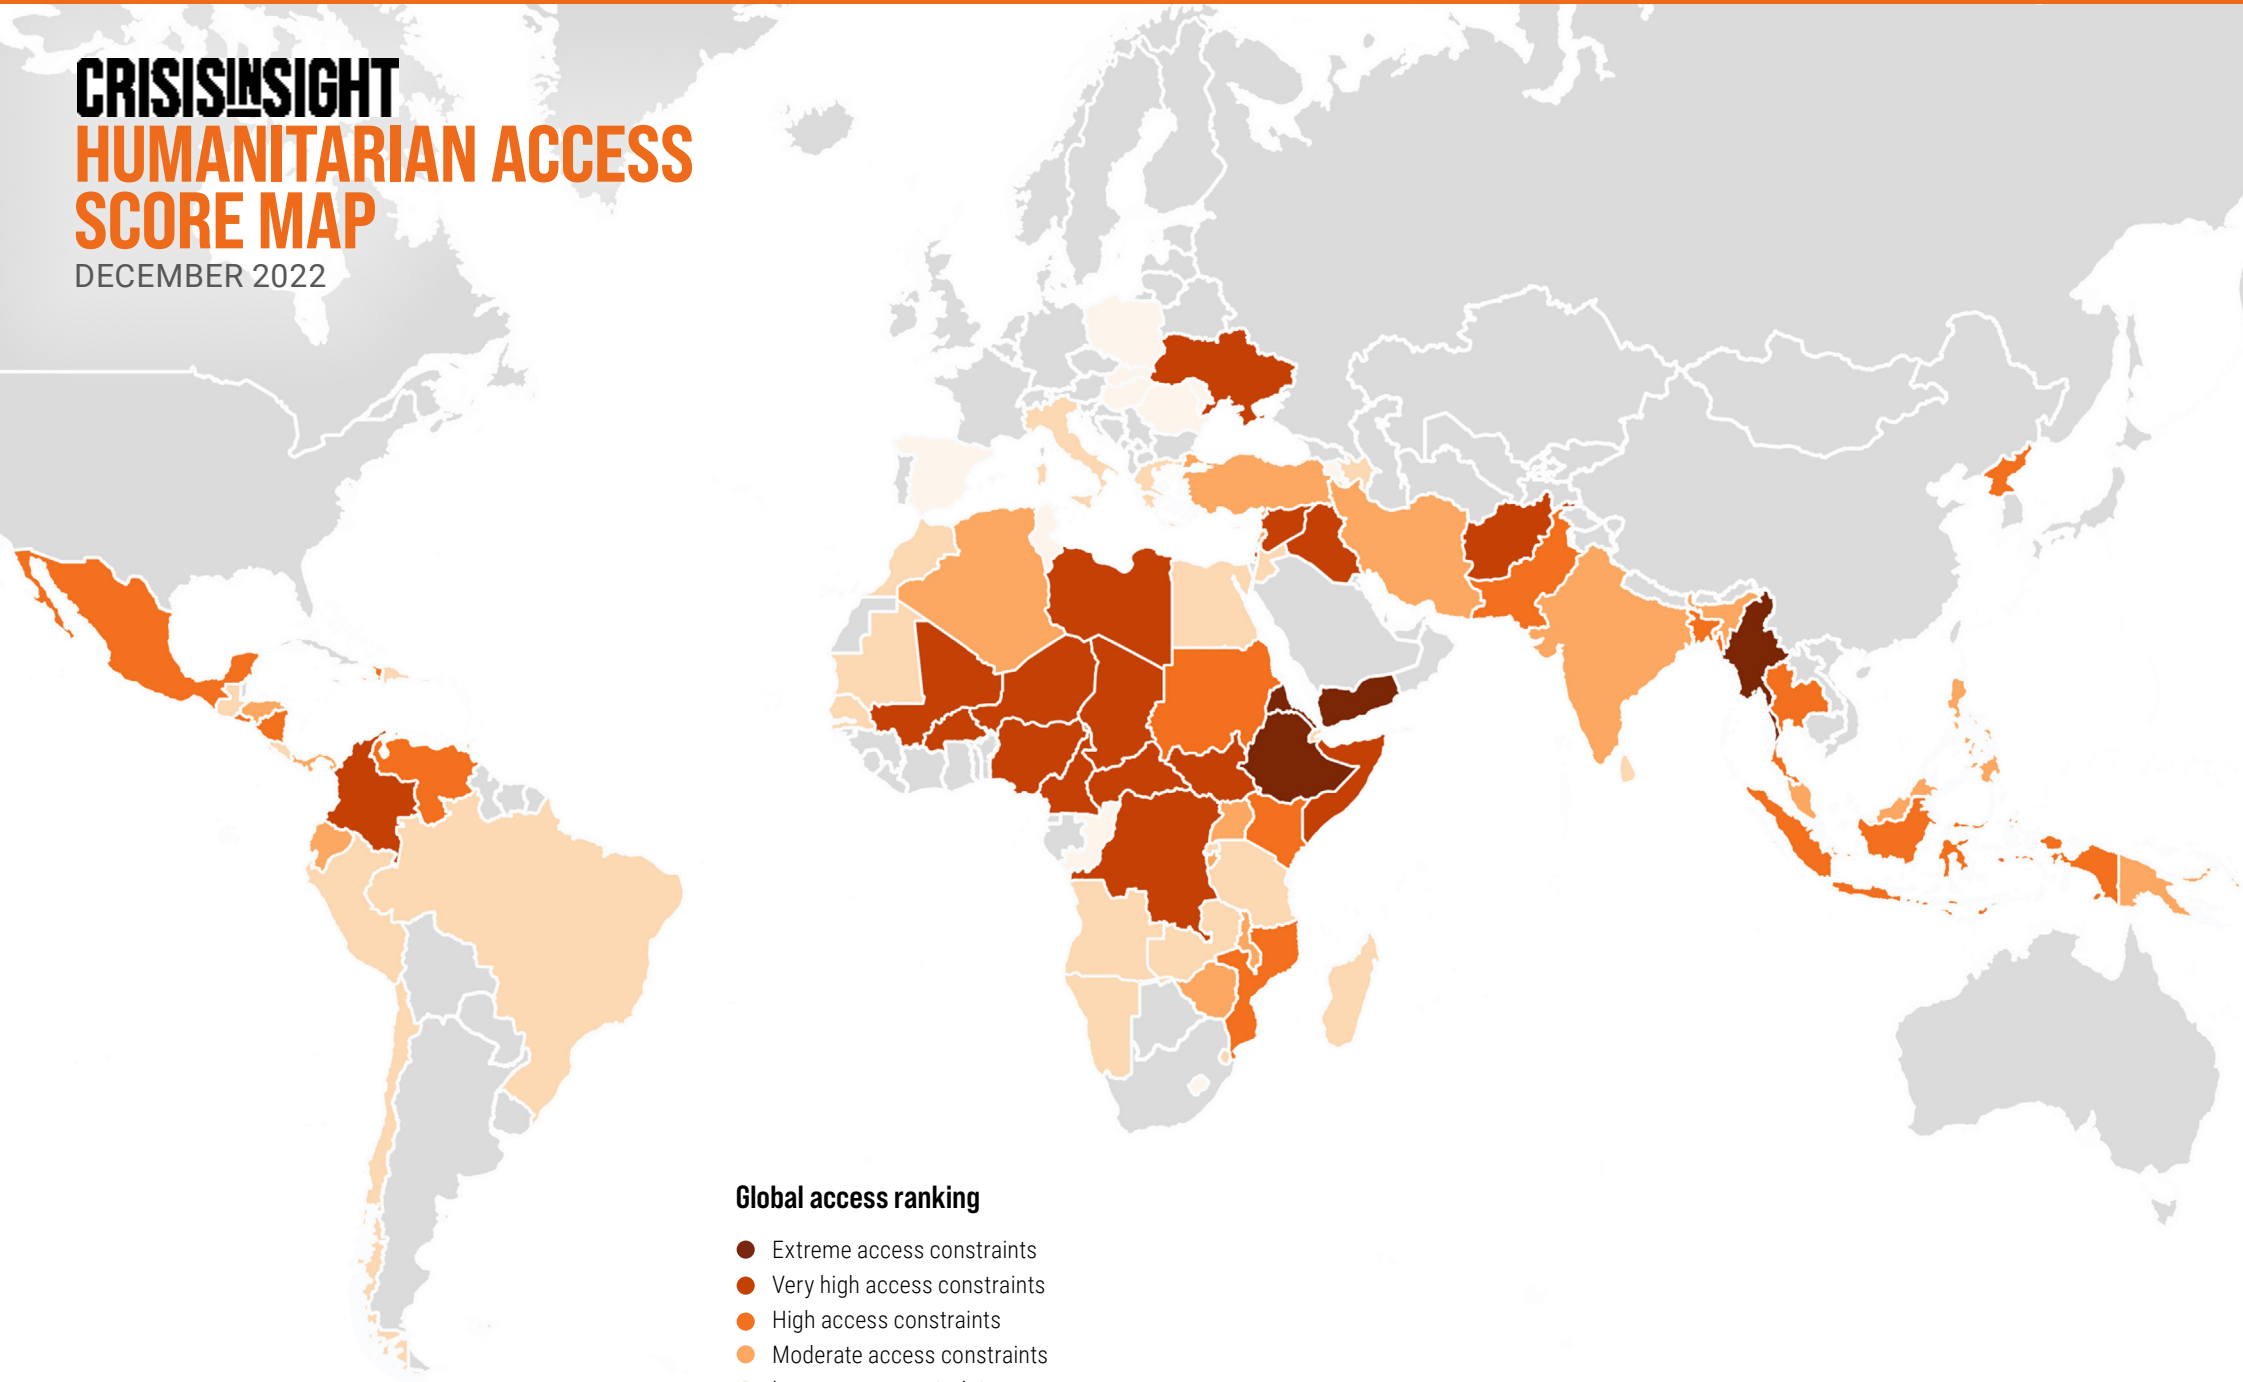 CRISISINSIGHT
HUMANITARIAN ACCESS
SCORE MAP
DECEMBER 2022
Global access ranking
Extreme access constraints
Very high access constraints
High access constraints
Moderate access constraints